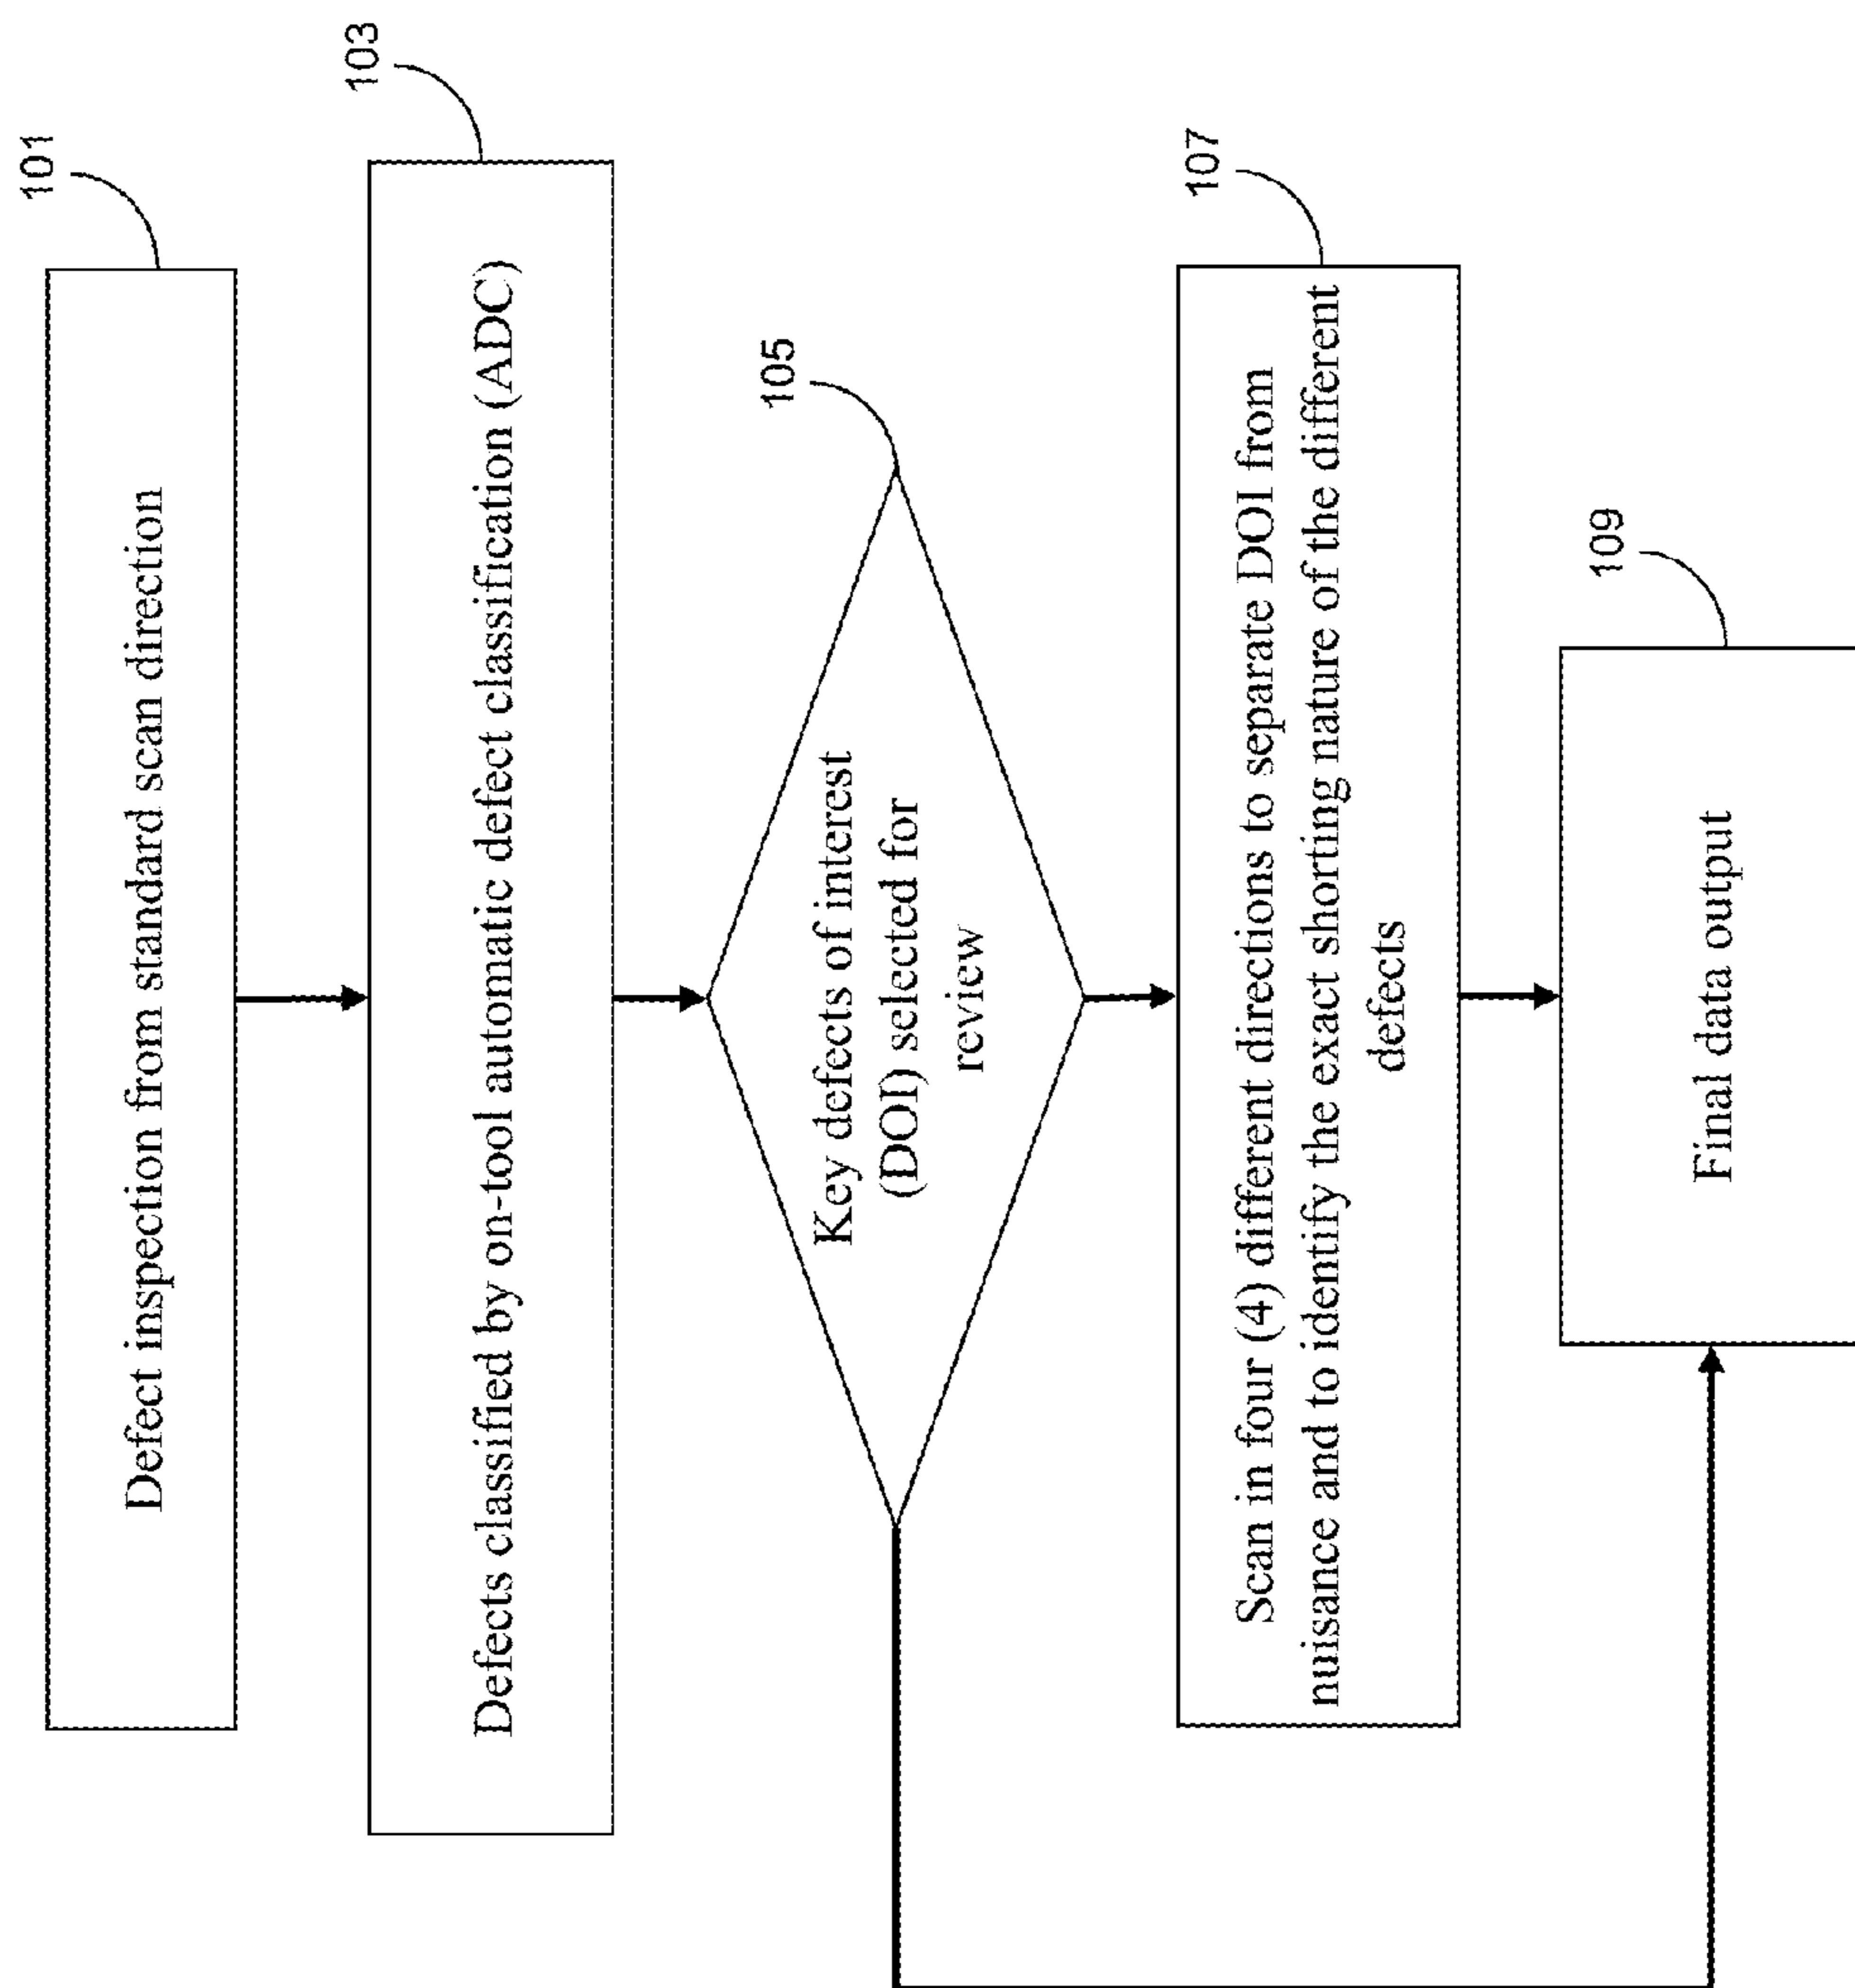 101
Defect inspection from standard scan direction
103
Defects classified by on-tool automatic defect classification (ADC)
105
Key defects of interest
(DOI) selected for
review
107
Scan in four (4) different directions to separate DOI from
nuisance and to identify the exact shorting nature of the different
defects
109
Final data output